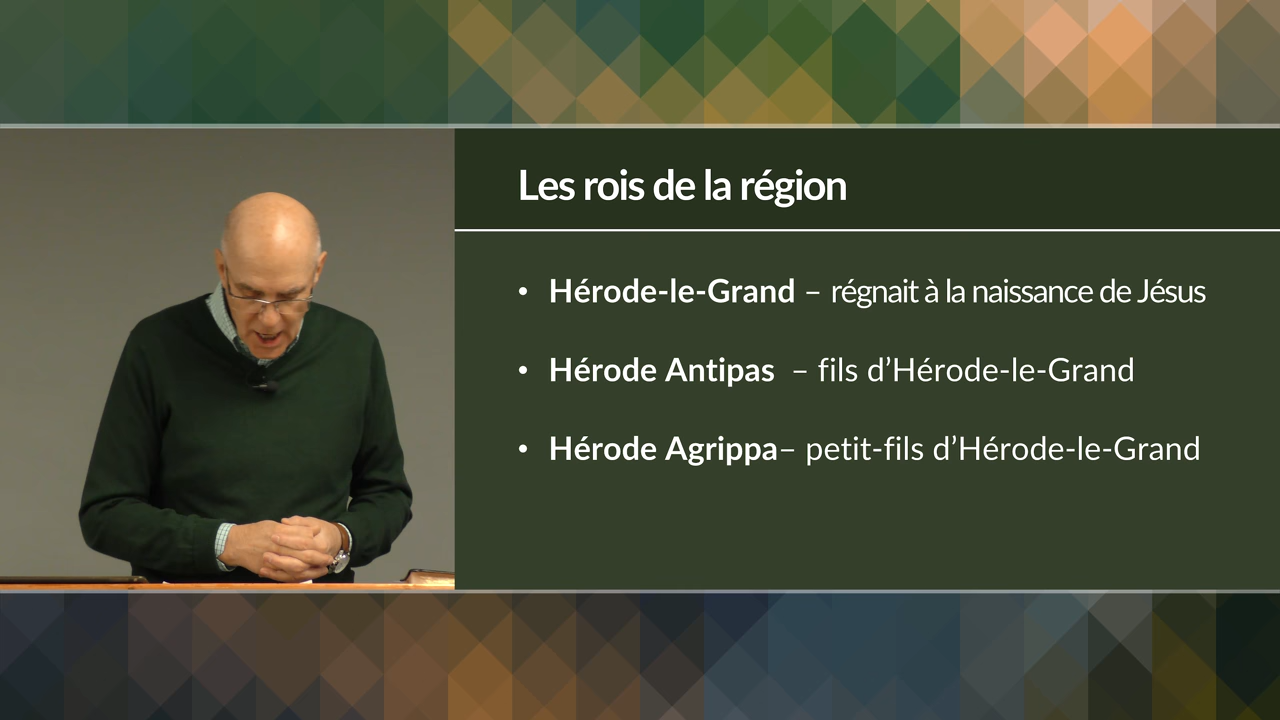 Les rois de la région
• Hérode-le-Grand – régnait à la naissance de Jésus
• Hérode Antipas – fils d’Hérode-le-Grand
• Hérode Agrippa– petit-fils d’Hérode-le-Grand